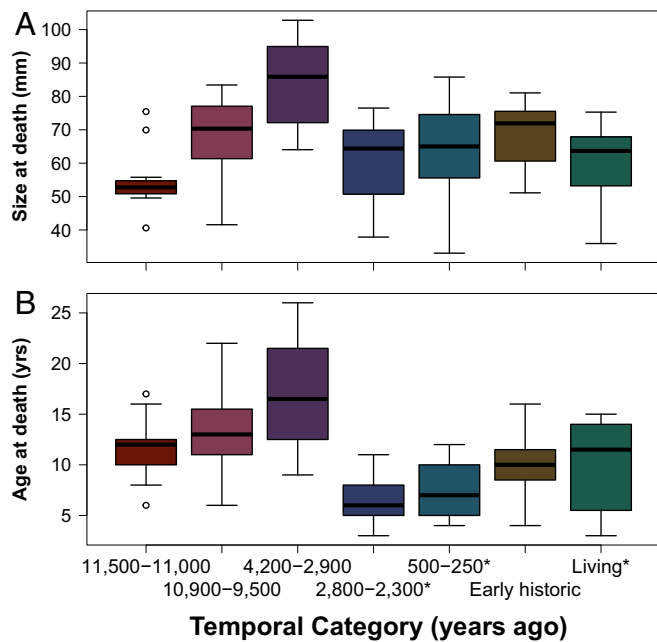 A
Size at death (mm)
100
90
80
70
60
50
40
B
Age at death (yrs)
25
20
15
10
5
11,500−11,000 4,200−2,900 500−250* Living*
10,900−9,500 2,800−2,300* Early historic
Temporal Category (years ago)